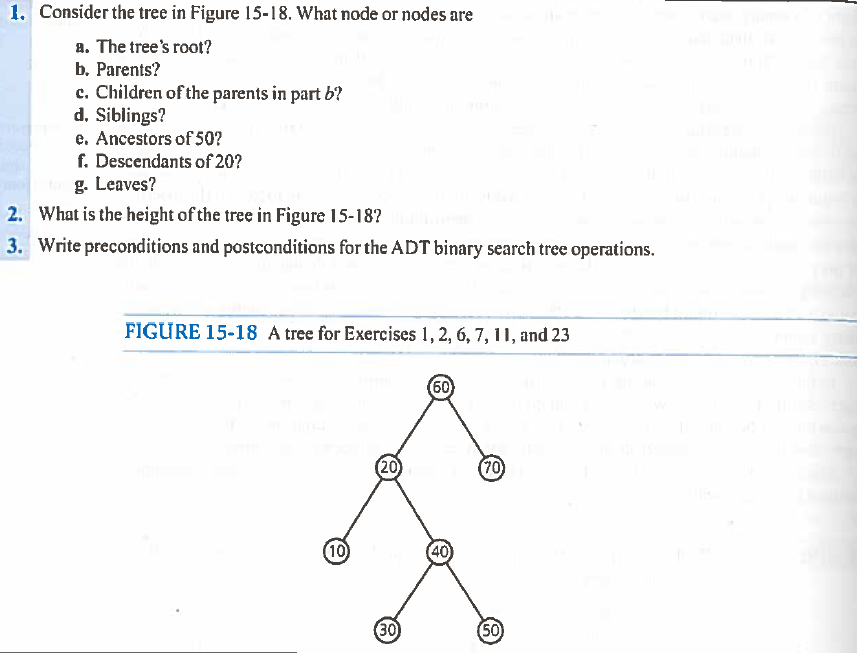 1. Consider the tree in Figure 15-18. What node or nodes are
a. The tree's root?
b. Parents?
c. Children of the parents in part b?
d. Siblings?
e. Ancestors of 50?
f. Descendants of 20?
g. Leaves?
2. What is the height of the tree in Figure 15-18?
3. Write preconditions and postconditions for the ADT binary search tree operations.
FIGURE 15-18 A tree for Exercises 1, 2, 6, 7, 11, and 23
60
20 70
10 40
30 50